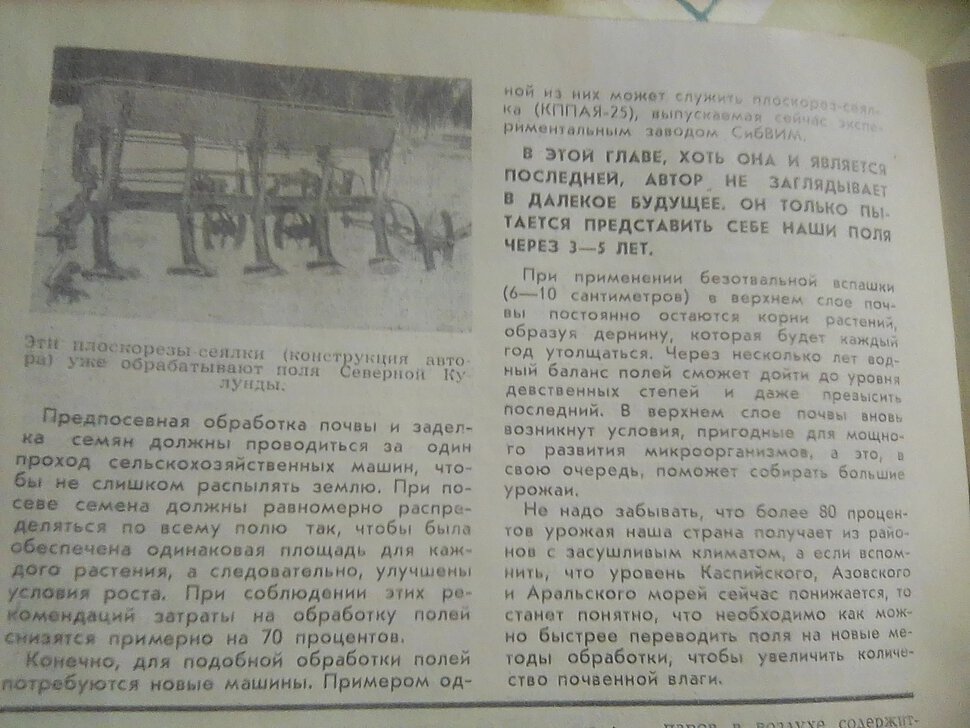 Эти плоскорезы-сеялки (конструкция авто-
ра) уже обрабатывают поля Северной Ку-
лунды.
Предпосевная обработка почвы и задел-
ка семян должны проводиться за один
проход сельскохозяйственных машин, что-
бы не слишком распылять землю. При по-
севе семена должны равномерно распре-
деляться по всему полю так, чтобы была
обеспечена одинаковая площадь для каж-
дого растения, а следовательно, улучшены
условия роста. При соблюдении этих ре-
комендаций затраты на обработку полей
снизятся примерно на 70 процентов.
Конечно, для подобной обработки полей
потребуются новые машины. Примером од-
ной из них может служить плоскорез-сеял-
ка (КППАЯ-25), выпускаемая сейчас экспе-
риментальным заводом СибВИМ.
В ЭТОЙ ГЛАВЕ, ХОТЬ ОНА И ЯВЛЯЕТСЯ
ПОСЛЕДНЕЙ, АВТОР НЕ ЗАГЛЯДЫВАЕТ
В ДАЛЕКОЕ БУДУЩЕЕ. ОН ТОЛЬКО ПЫ-
ТАЕТСЯ ПРЕДСТАВИТЬ СЕБЕ НАШИ ПОЛЯ
ЧЕРЕЗ 3—5 ЛЕТ.
При применении безотвальной вспашки
(6—10 сантиметров) в верхнем слое поч-
вы постоянно остаются корни растений,
образуя дернину, которая будет каждый
год утолщаться. Через несколько лет вод-
ный баланс полей сможет дойти до уровня
девственных степей и даже превысить
последний. В верхнем слое почвы вновь
возникнут условия, пригодные для мощно-
го развития микроорганизмов, а это, в
свою очередь, поможет собирать большие
урожаи.
Не надо забывать, что более 80 процен-
тов урожая наша страна получает из райо-
нов с засушливым климатом, а если вспом-
нить, что уровень Каспийского, Азовского
и Аральского морей сейчас понижается, то
станет понятно, что необходимо как мож-
но быстрее переводить поля на новые ме-
тоды обработки, чтобы увеличить количе-
ство почвенной влаги.
паров в воздухе содержит-